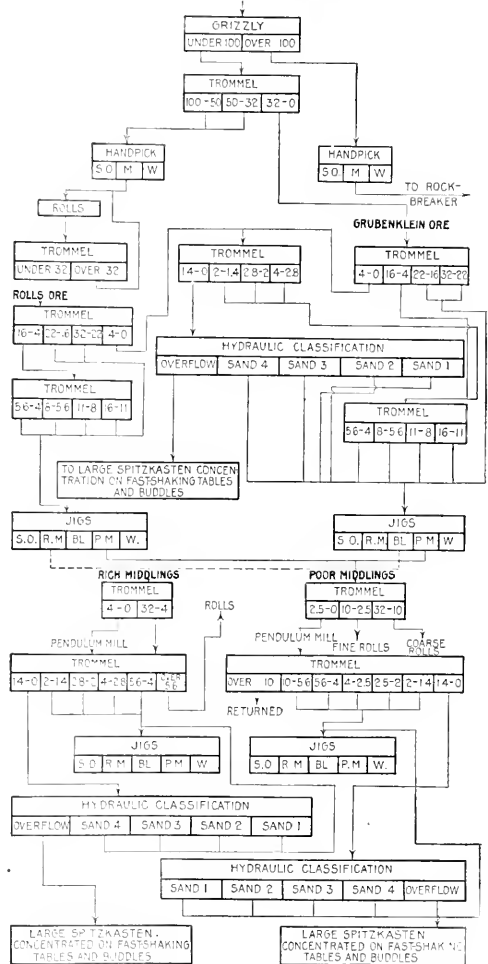 GRIZZLY
UNDER 100 OVER 100
TROMMEL
100-50 50-32 32-0
HANDPICK
S.O. M W
HANDPICK
S.O. M W
TO ROCK-
BREAKER
ROLLS
GRUBENKLEIN ORE
TROMMEL
UNDER 32 OVER 32
TROMMEL
1.4-0 2-1.4 2.8-2 4-2.8
TROMMEL
4-0 16-4 22-16 32-22
ROLLS ORE
TROMMEL
16-4 22-16 32-22 4-0
HYDRAULIC CLASSIFICATION
OVERFLOW SAND 4 SAND 3 SAND 2 SAND 1
TROMMEL
5.6-4 8-5.6 11-8 16-11
TROMMEL
5.6-4 8-5.6 11-8 16-11
TO LARGE SPITZKASTEN CONCEN-
TRATION ON FAST-SHAKING TABLES
AND BUDDLES
JIGS
S.O. R.M. BL P M W.
JIGS
S O. R.M. BL. P M W
RICH MIDDLINGS
TROMMEL
4-0 32-4
ROLLS
POOR MIDDLINGS
TROMMEL
2.5-0 10-2.5 32-10
PENDULUM MILL
PENDULUM MILL
FINE ROLLS
COARSE
ROLLS
TROMMEL
1.4-0 2-1.4 2.8-2 4-2.8 5.6-4 OVER
5.6
TROMMEL
OVER 10 10-5.6 5.6-4 4-2.5 2.5-2 2-1.4 1.4-0
RETURNED
JIGS
S.O R.M BL P.M W
JIGS
S.O R M BL P.M W.
HYDRAULIC CLASSIFICATION
OVERFLOW SAND 4 SAND 3 SAND 2 SAND 1
HYDRAULIC CLASSIFICATION
SAND 1 SAND 2 SAND 3 SAND 4 OVERFLOW
LARGE SPITZKASTEN.
CONCENTRATED ON FAST-SHAKING
TABLES AND BUDDLES
LARGE SPITZKASTEN
CONCENTRATED ON FAST-SHAKING
TABLES AND BUDDLES